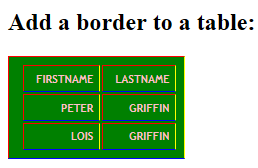 Add a border to a table:
FIRSTNAME LASTNAME
PETER GRIFFIN
LOIS GRIFFIN